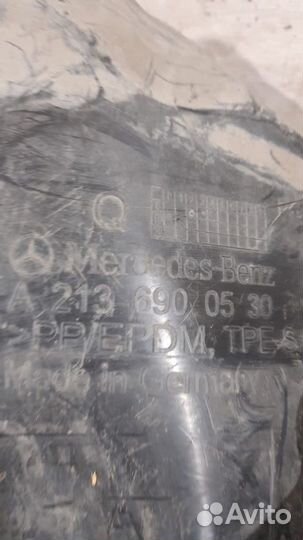 Q
Mercedes-Benz
A 213 690 05 30
>PP/EPDM, TPE-S
Made in Germany
Avito